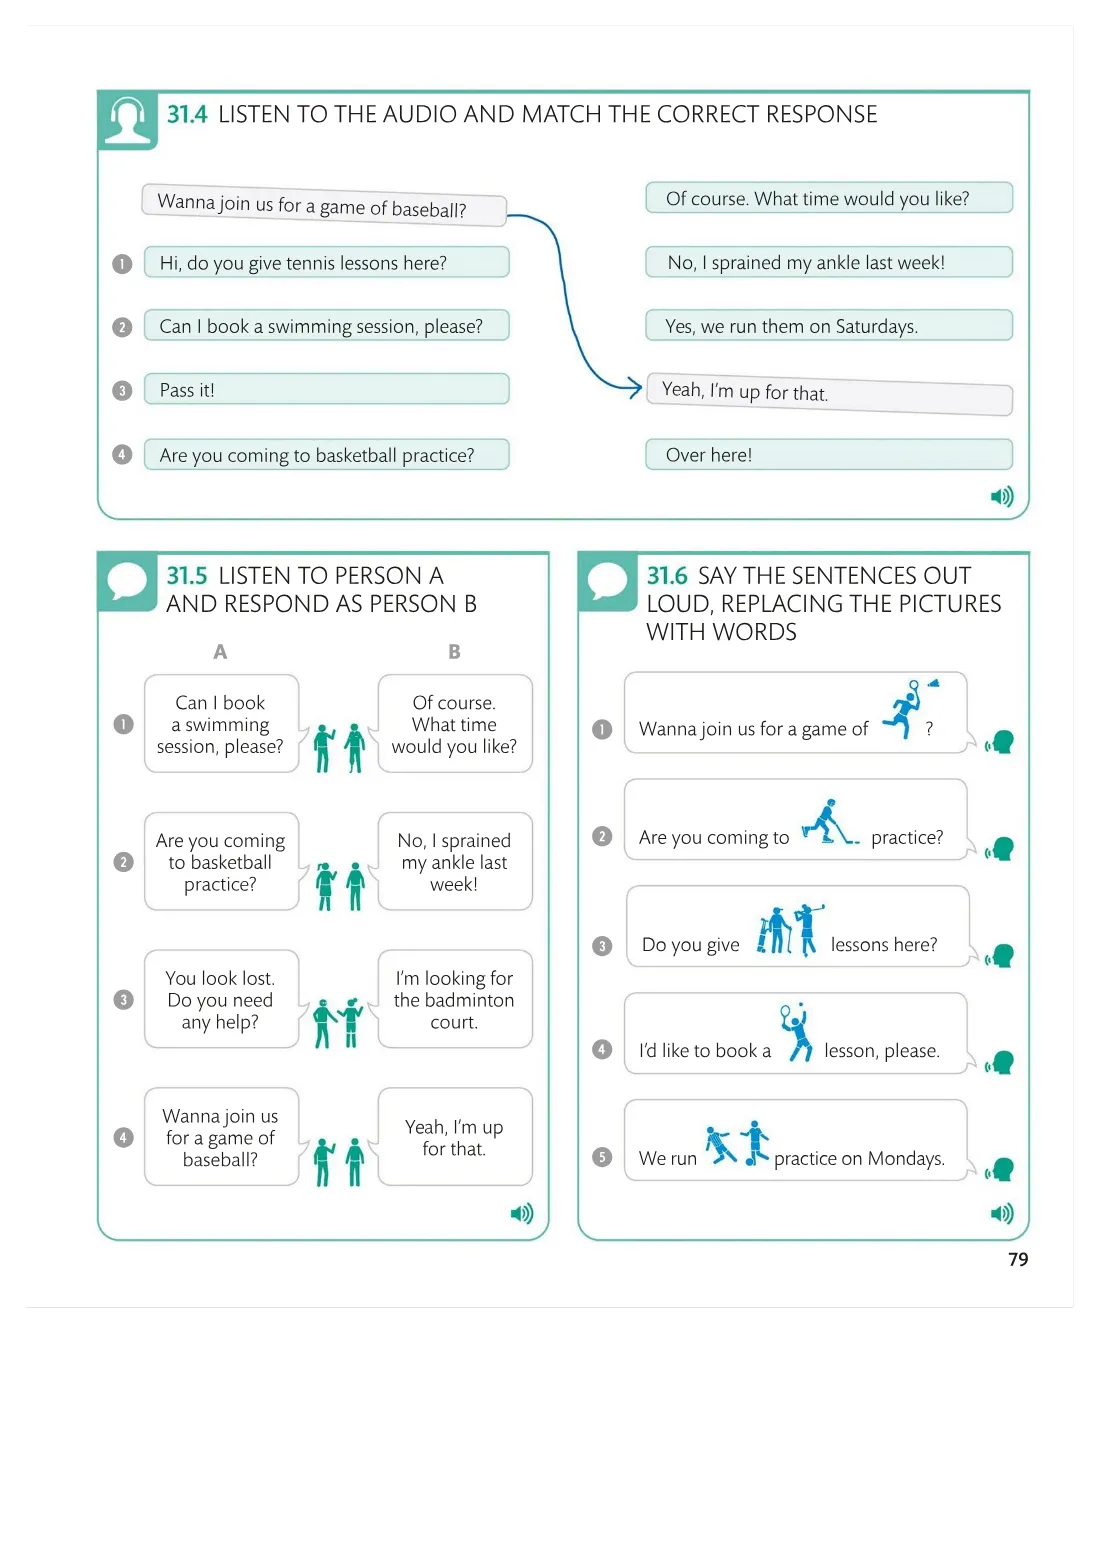 31.4 LISTEN TO THE AUDIO AND MATCH THE CORRECT RESPONSE
Wanna join us for a game of baseball?
1 Hi, do you give tennis lessons here?
2 Can I book a swimming session, please?
3 Pass it!
4 Are you coming to basketball practice?
Of course. What time would you like?
No, I sprained my ankle last week!
Yes, we run them on Saturdays.
Yeah, I'm up for that.
Over here!
31.5 LISTEN TO PERSON A
AND RESPOND AS PERSON B
A
B
1
Can I book
a swimming
session, please?
Of course.
What time
would you like?
2
Are you coming
to basketball
practice?
No, I sprained
my ankle last
week!
3
You look lost.
Do you need
any help?
I'm looking for
the badminton
court.
4
Wanna join us
for a game of
baseball?
Yeah, I'm up
for that.
31.6 SAY THE SENTENCES OUT
LOUD, REPLACING THE PICTURES
WITH WORDS
1 Wanna join us for a game of ?
2 Are you coming to practice?
3 Do you give lessons here?
4 I'd like to book a lesson, please.
5 We run practice on Mondays.
79